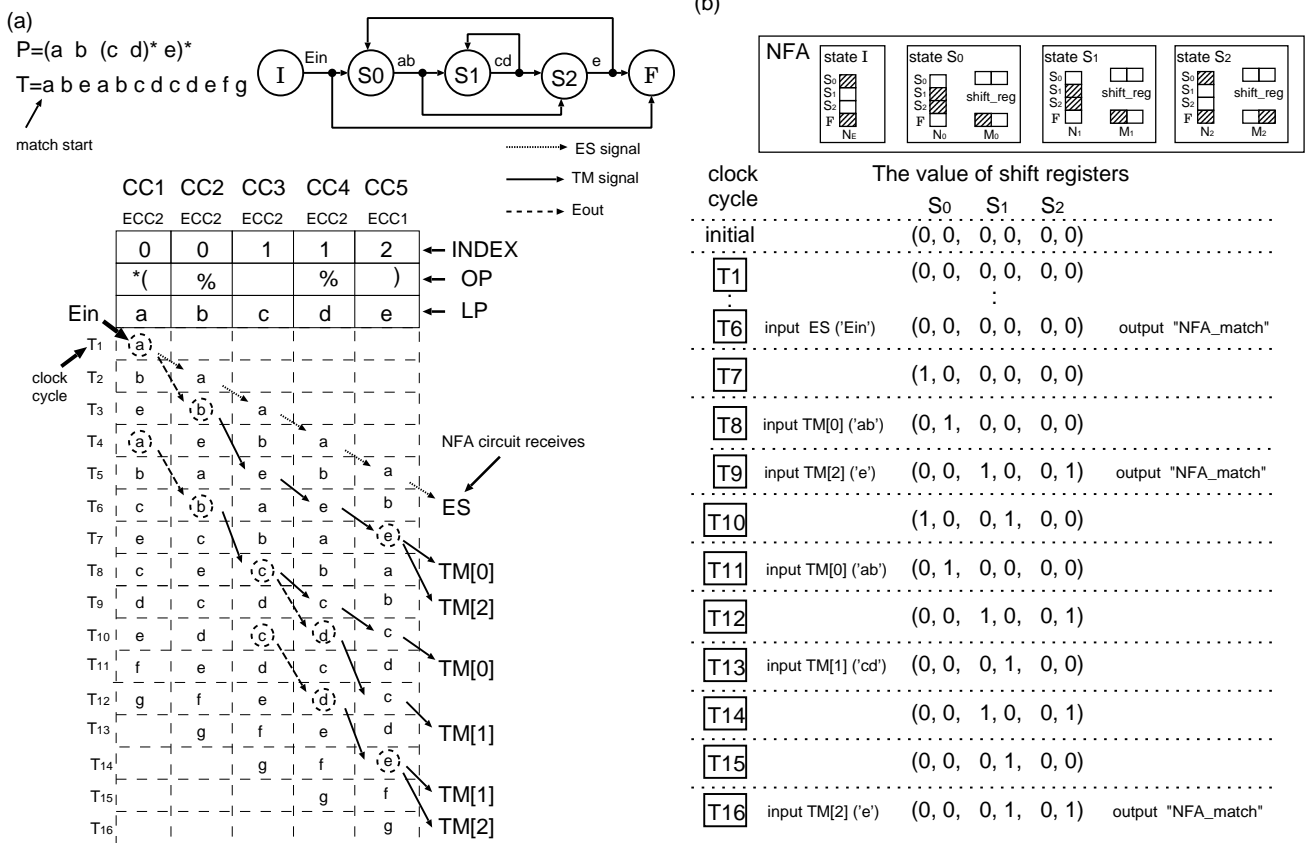 (a)
P=(a b (c d)* e)*
T=a b e a b c d c d e f g
match start
I Ein S0 ab S1 cd S2 e F
ES signal
TM signal
Eout
CC1 CC2 CC3 CC4 CC5
ECC2 ECC2 ECC2 ECC2 ECC1
0 0 1 1 2 INDEX
*( % % ) OP
a b c d e LP
Ein
clock
cycle
NFA circuit receives
T1 a
T2 b a
T3 e b a
T4 a e b a
T5 b a e b a
T6 c b a e b ES
T7 e c b a e
T8 c e c b a TM[0]
T9 d c d c b TM[2]
T10 e d c d c
T11 f e d c d TM[0]
T12 g f e d c
T13 g f e d TM[1]
T14 g f e
T15 g f TM[1]
T16 g TM[2]
(b)
NFA
state I
S0
S1
S2
F
NE
state S0
S0
S1
S2
F
N0
shift_reg
M0
state S1
S0
S1
S2
F
N1
shift_reg
M1
state S2
S0
S1
S2
F
N2
shift_reg
M2
clock
cycle
The value of shift registers
S0 S1 S2
initial (0, 0, 0, 0, 0, 0)
T1 (0, 0, 0, 0, 0, 0)
: :
T6 input ES ('Ein') (0, 0, 0, 0, 0, 0) output "NFA_match"
T7 (1, 0, 0, 0, 0, 0)
T8 input TM[0] ('ab') (0, 1, 0, 0, 0, 0)
T9 input TM[2] ('e') (0, 0, 1, 0, 0, 1) output "NFA_match"
T10 (1, 0, 0, 1, 0, 0)
T11 input TM[0] ('ab') (0, 1, 0, 0, 0, 0)
T12 (0, 0, 1, 0, 0, 1)
T13 input TM[1] ('cd') (0, 0, 0, 1, 0, 0)
T14 (0, 0, 1, 0, 0, 1)
T15 (0, 0, 0, 1, 0, 0)
T16 input TM[2] ('e') (0, 0, 0, 1, 0, 1) output "NFA_match"